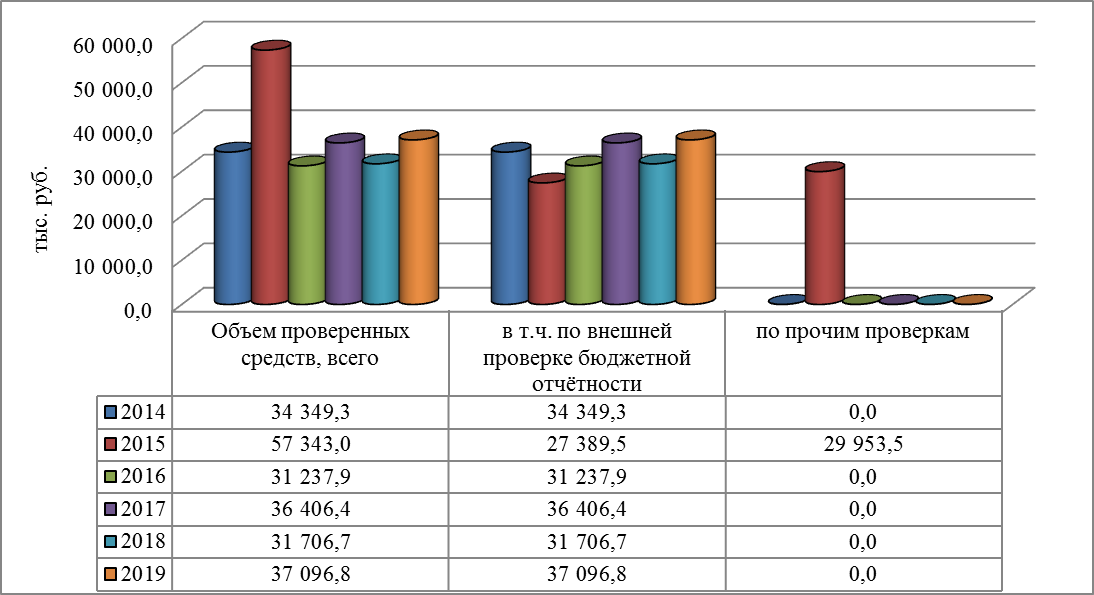 60 000,0
50 000,0
40 000,0
30 000,0
20 000,0
10 000,0
0,0
тыс. руб.
Объем проверенных средств, всего
в т.ч. по внешней проверке бюджетной отчётности
по прочим проверкам
2014 34 349,3 34 349,3 0,0
2015 57 343,0 27 389,5 29 953,5
2016 31 237,9 31 237,9 0,0
2017 36 406,4 36 406,4 0,0
2018 31 706,7 31 706,7 0,0
2019 37 096,8 37 096,8 0,0